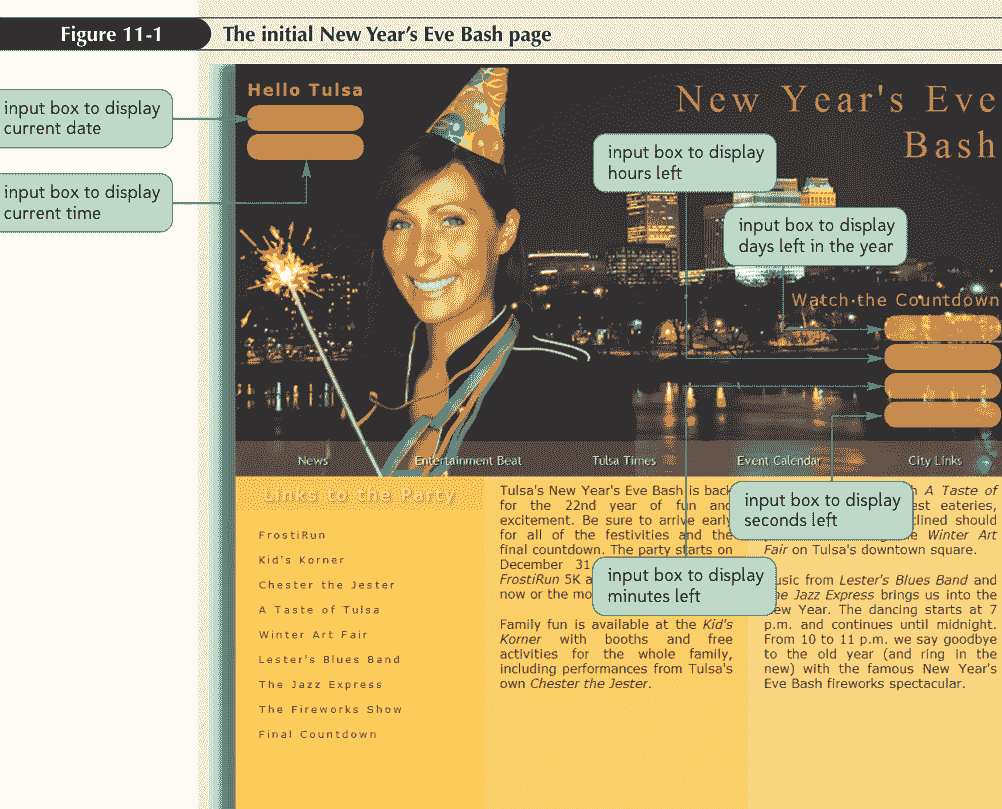 Figure 11-1
The initial New Year's Eve Bash page
input box to display
current date
input box to display
current time
Hello Tulsa
New Year's Eve
Bash
input box to display
hours left
input box to display
days left in the year
Watch the Countdown
News
Entertainment Beat
Tulsa Times
Event Calendar
City Links
Links to the Party
FrostiRun
Kid's Korner
Chester the Jester
A Taste of Tulsa
Winter Art Fair
Lester's Blues Band
The Jazz Express
The Fireworks Show
Final Countdown
Tulsa's New Year's Eve Bash is back
for the 22nd year of fun and
excitement. Be sure to arrive early
for all of the festivities and the
final countdown. The party starts on
December 31
FrostiRun 5K
now or the
Family fun is available at the Kid's
Korner with booths and free
activities for the whole family,
including performances from Tulsa's
own Chester the Jester.
input box to display
seconds left
input box to display
minutes left
A Taste of
eateries,
should
Winter Art
Fair on Tulsa's downtown square.
from Lester's Blues Band and
Jazz Express brings us into the
Year. The dancing starts at 7
p.m. and continues until midnight.
From 10 to 11 p.m. we say goodbye
to the old year (and ring in the
new) with the famous New Year's
Eve Bash fireworks spectacular.